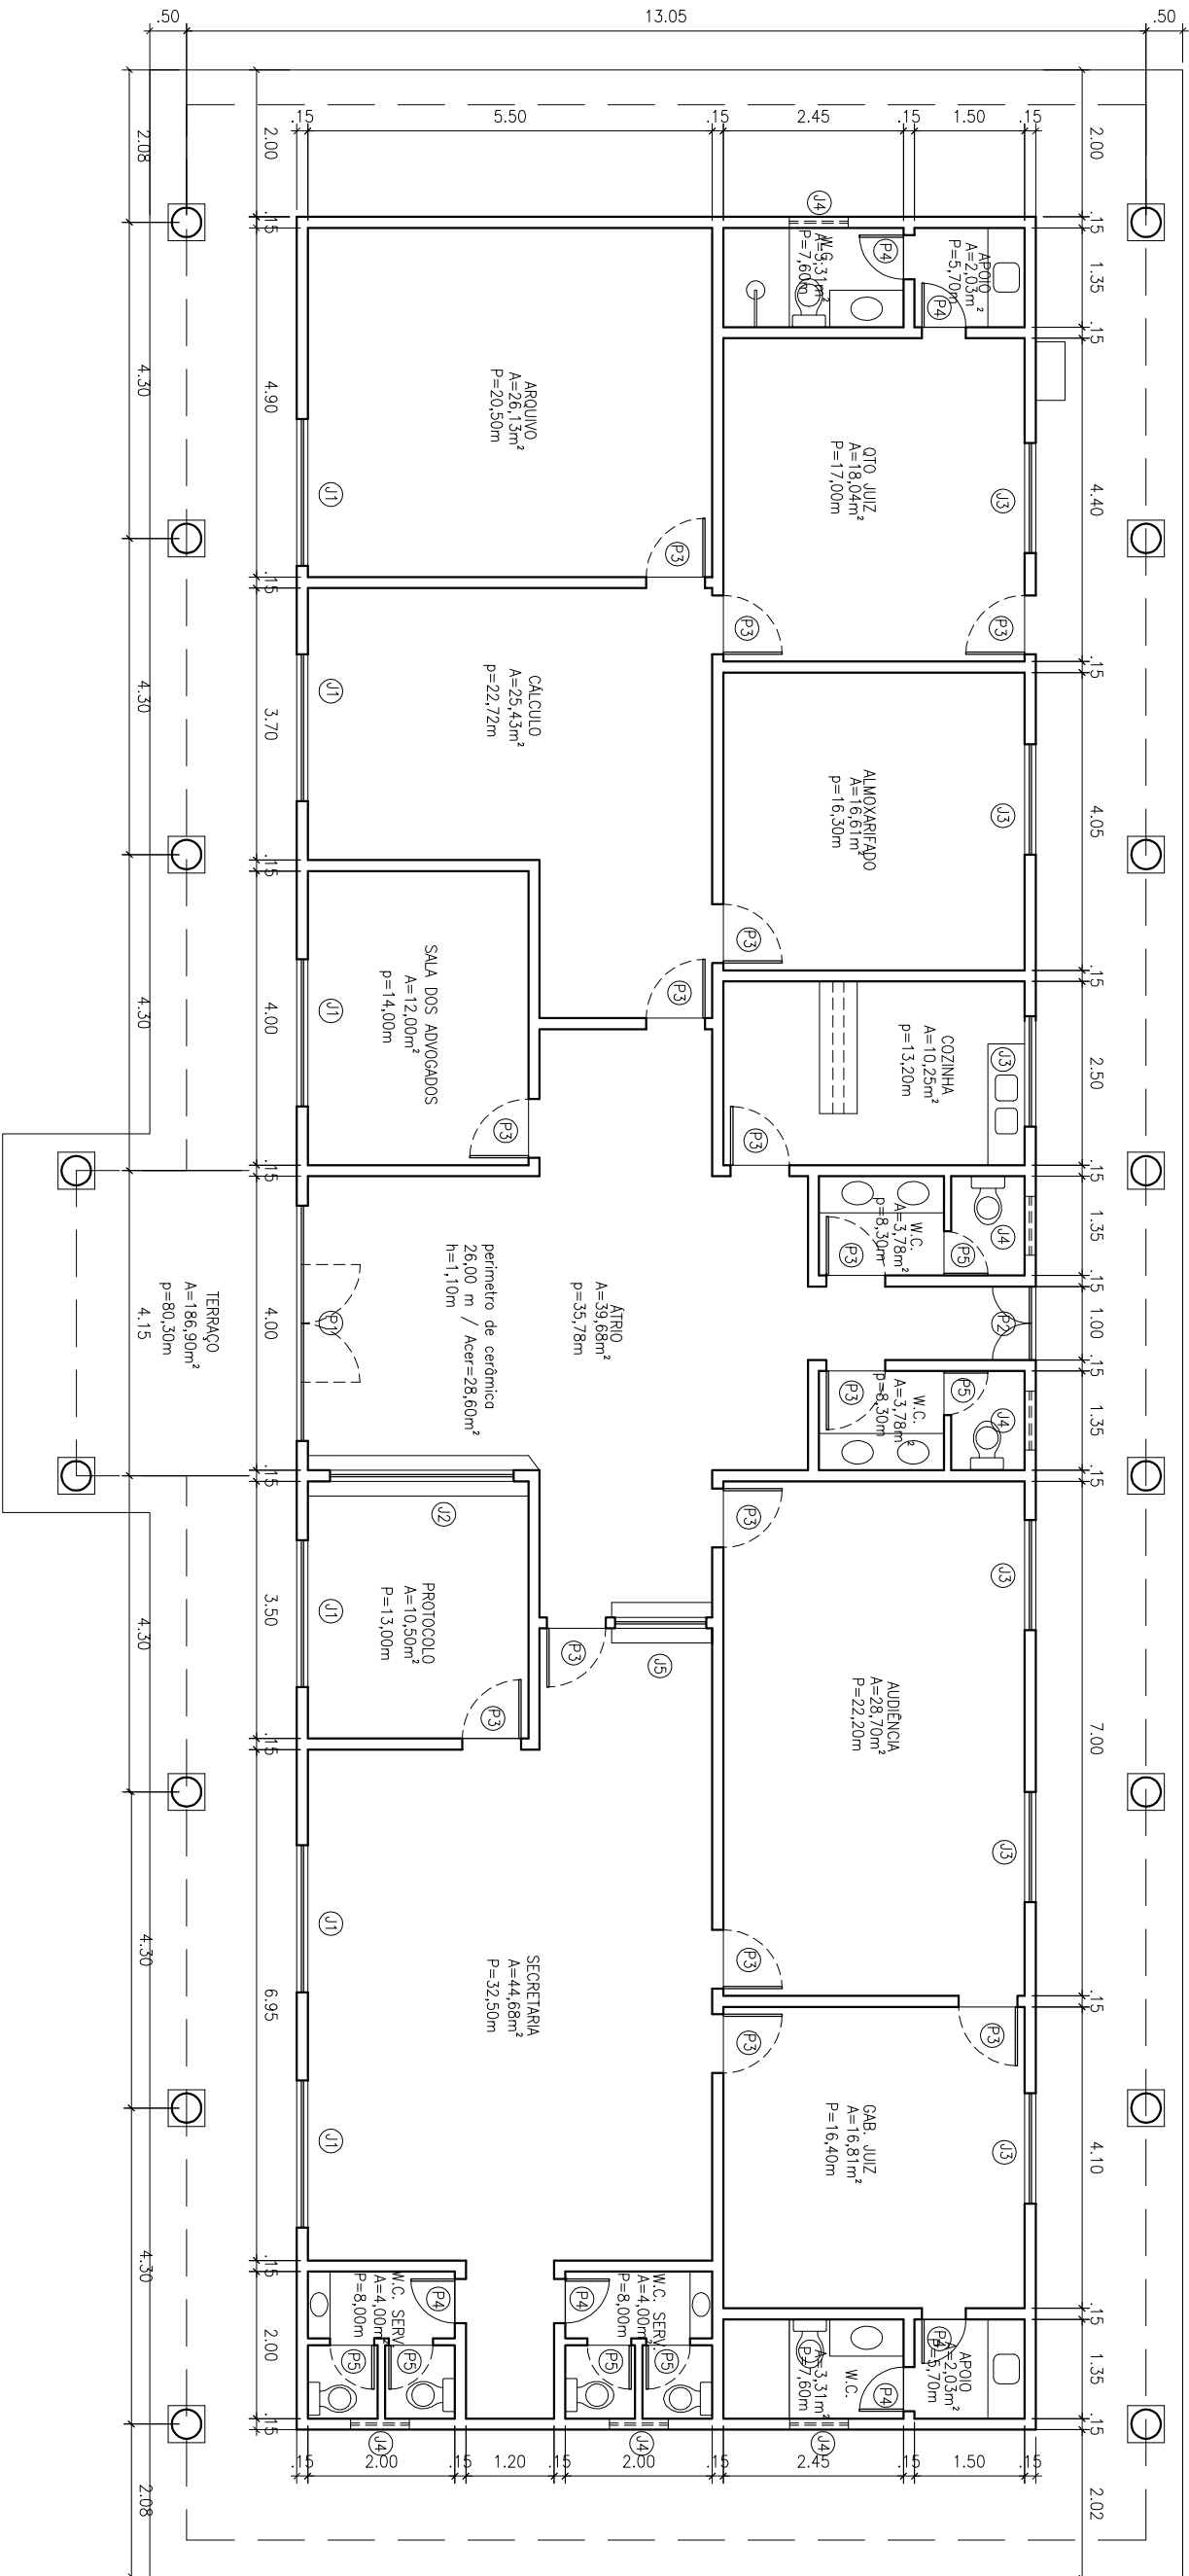 .50
13.05
.50
.15
5.50
.15
2.45
.15
1.50
.15
2.08
4.30
4.30
4.30
4.15
4.30
4.30
4.30
2.08
2.00
.15
4.90
.15
3.70
.15
4.00
.15
4.00
.15
3.50
.15
6.95
.15
2.00
.15
2.00
.15
1.35
.15
4.40
.15
4.05
.15
2.50
.15
1.35
.15
1.00
.15
1.35
.15
7.00
.15
4.10
.15
1.35
.15
2.02
J4
W.C.
A=3,31m²
P=7,60m
P4
APOIO
A=2,03m²
P=5,70m
P4
ARQUIVO
A=26,13m²
P=20,50m
J1
P3
QTO JUIZ
A=18,04m²
P=17,00m
J3
P3
P3
CÁLCULO
A=25,43m²
p=22,72m
J1
P3
ALMOXARIFADO
A=16,61m²
p=16,30m
J3
P3
SALA DOS ADVOGADOS
A=12,00m²
p=14,00m
J1
P3
COZINHA
A=10,25m²
p=13,20m
J3
P3
W.C.
A=3,78m²
p=8,30m
P3
P5
J4
TERRAÇO
A=186,90m²
p=80,30m
P1
perimetro de cerâmica
26,00 m / Acer=28,60m²
h=1,10m
ÁTRIO
A=39,68m²
p=35,78m
P2
W.C.
A=3,78m²
p=8,30m
P3
P5
J4
J2
PROTOCOLO
A=10,50m²
P=13,00m
J1
P3
P3
J5
P3
AUDIÊNCIA
A=28,70m²
P=22,20m
J3
J3
P3
SECRETARIA
A=44,68m²
P=32,50m
J1
J1
P3
P3
GAB. JUIZ
A=16,81m²
P=16,40m
J3
W.C. SERV.
A=4,00m²
P=8,00m
P4
P5
P5
J4
W.C. SERV.
A=4,00m²
P=8,00m
P4
P5
P5
J4
W.C.
A=3,31m²
P=7,60m
P4
J4
APOIO
A=2,03m²
P=5,70m
P4
.15
2.00
.15
1.20
.15
2.00
.15
2.45
.15
1.50
.15